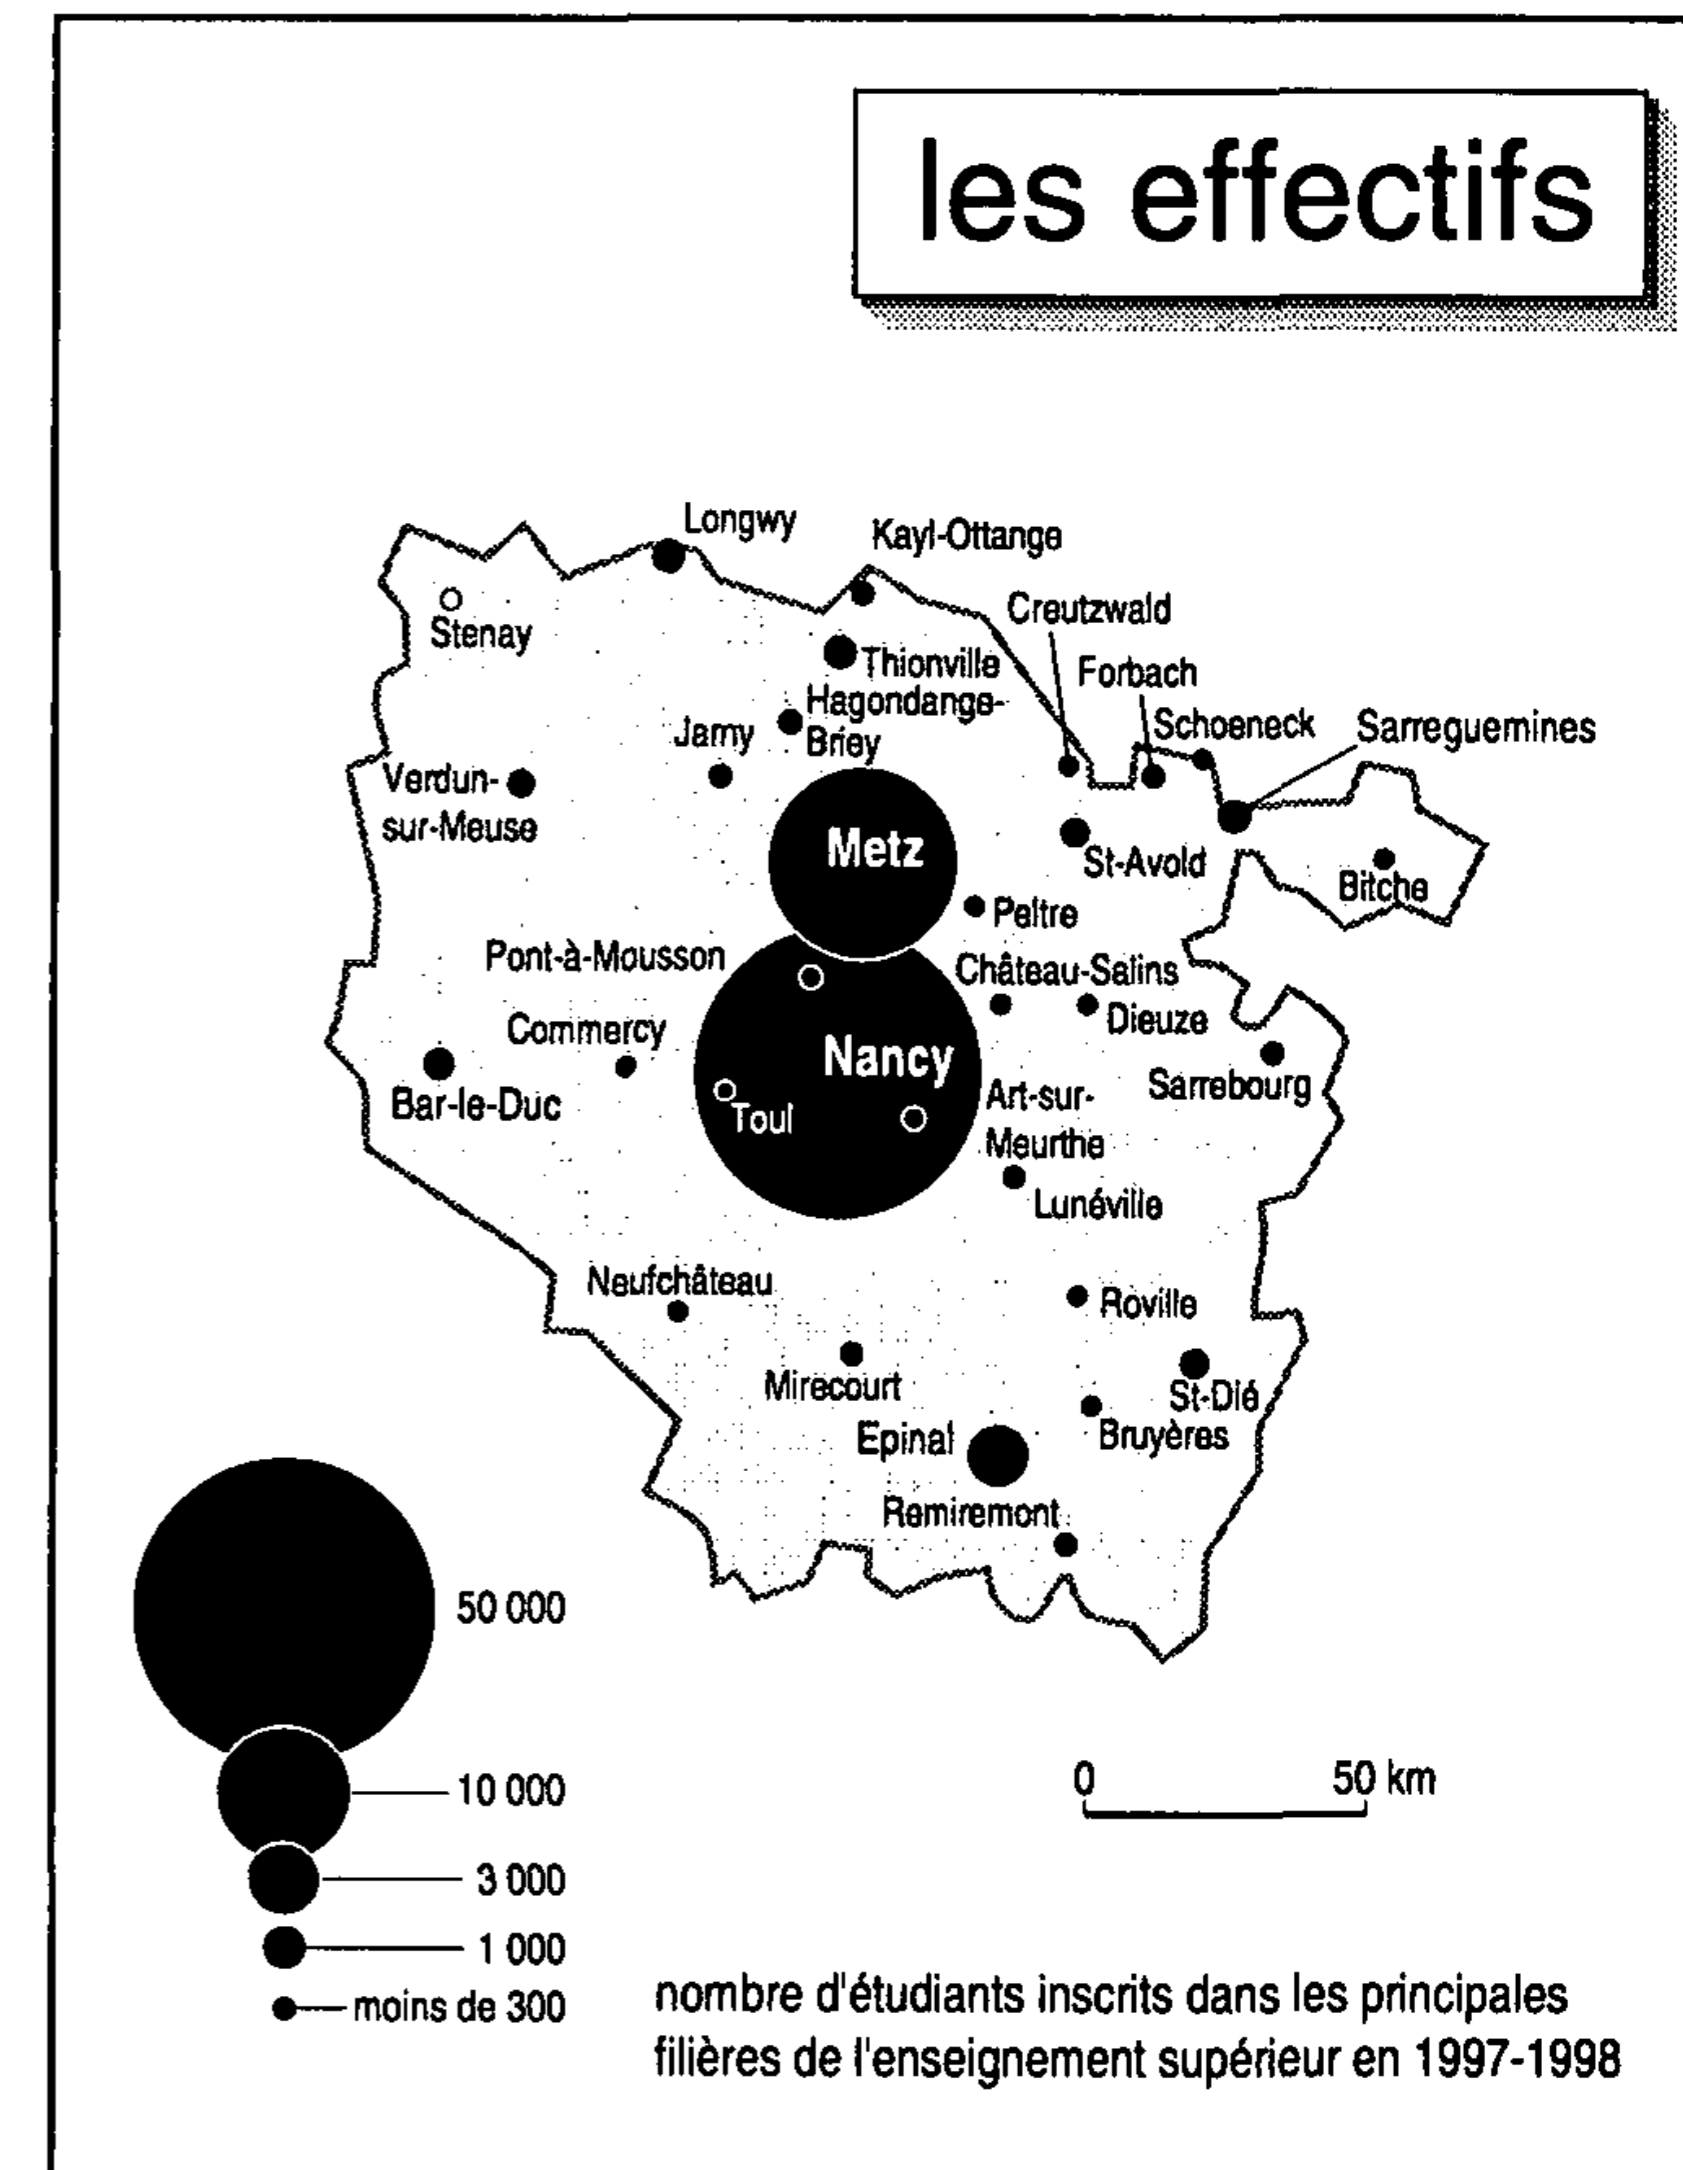 les effectifs
Longwy
Kayl-Ottange
Creutzwald
Stenay
Thionville
Forbach
Hagondange-
Briey
Jarny
Schoeneck
Sarreguemines
Verdun-
sur-Meuse
Metz
St-Avold
Bitche
Peltre
Pont-à-Mousson
Château-Salins
Dieuze
Commercy
Nancy
Sarrebourg
Bar-le-Duc
Toul
Art-sur-
Meurthe
Lunéville
Neufchâteau
Roville
Mirecourt
St-Dié
Bruyères
Epinal
Remiremont
50 000
10 000
3 000
1 000
moins de 300
0 50 km
nombre d'étudiants inscrits dans les principales
filières de l'enseignement supérieur en 1997-1998